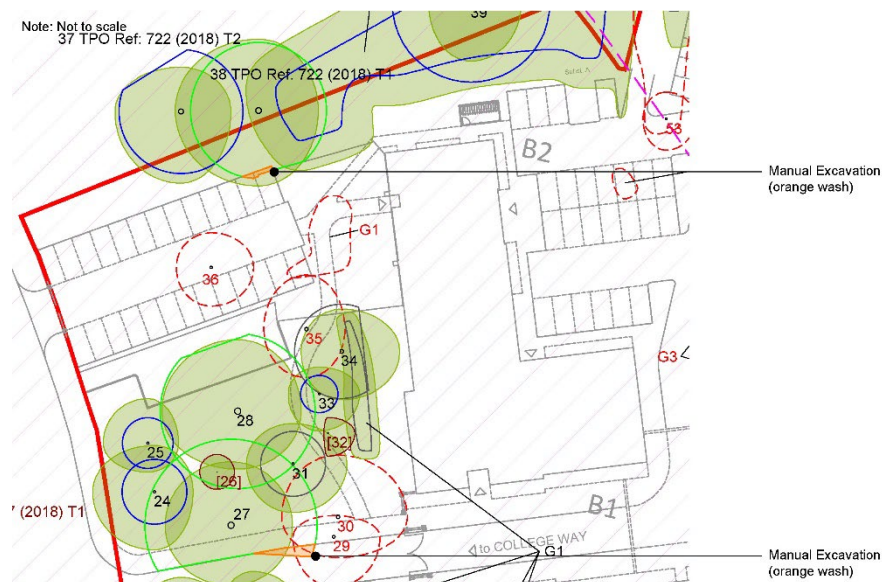 Note: Not to scale
37 TPO Ref: 722 (2018) T2
38 TPO Ref: 722 (2018) T1
39
53
B2
Manual Excavation
(orange wash)
G1
36
35
34
G3
33
28
[32]
25
[26]
31
24
B1
7 (2018) T1
27
30
29
to COLLEGE WAY
G1
Manual Excavation
(orange wash)